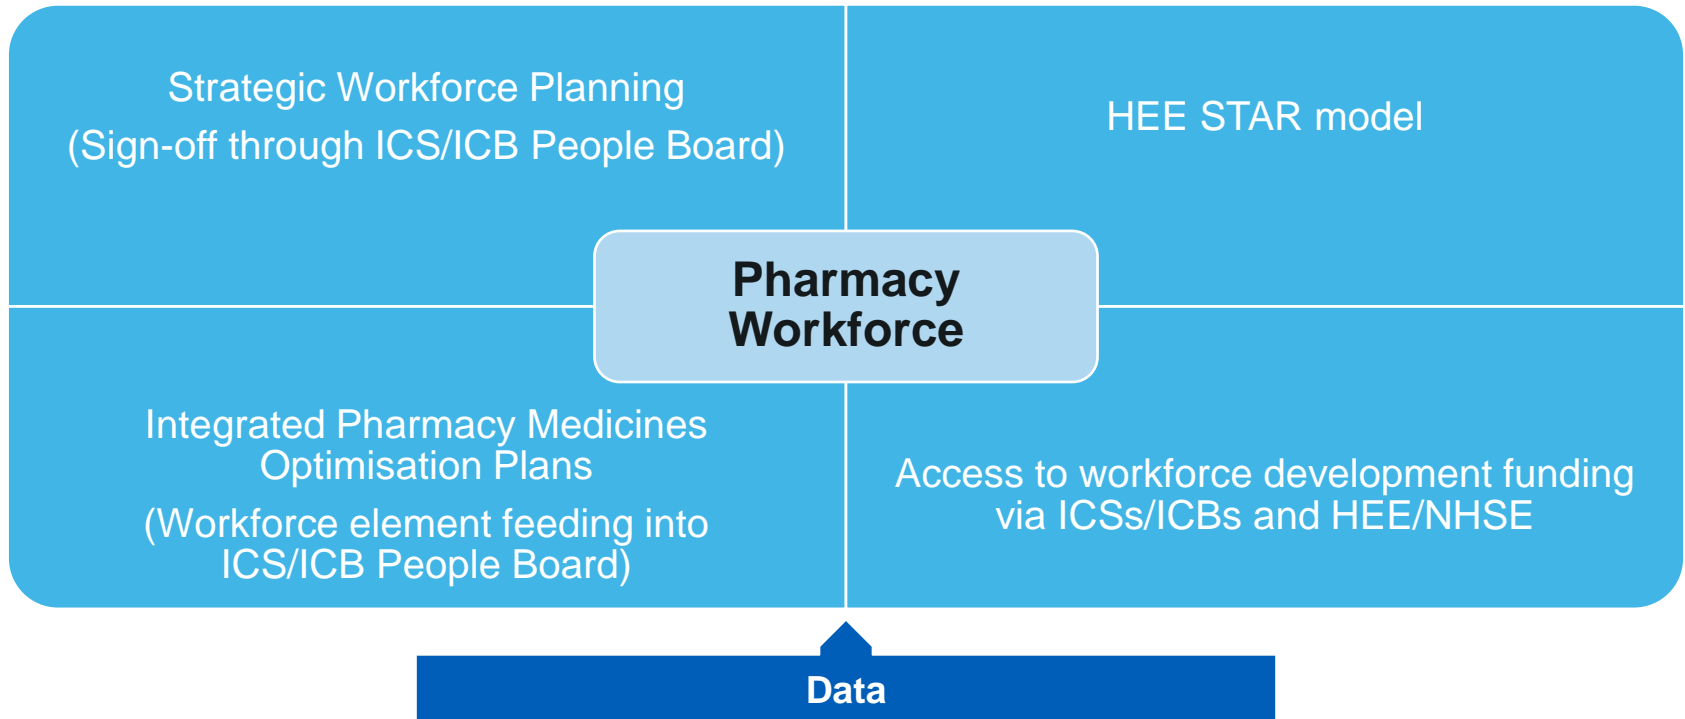 Strategic Workforce Planning
(Sign-off through ICS/ICB People Board)
HEE STAR model
Pharmacy
Workforce
Integrated Pharmacy Medicines
Optimisation Plans
(Workforce element feeding into
ICS/ICB People Board)
Access to workforce development funding
via ICSs/ICBs and HEE/NHSE
Data